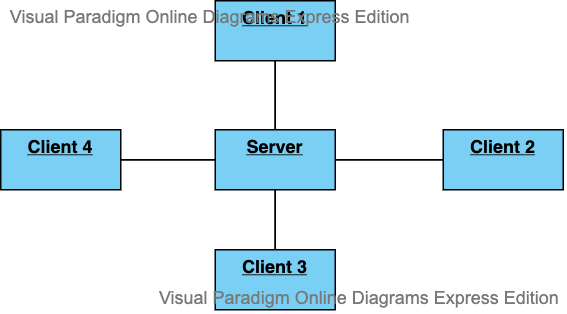 Visual Paradigm Online Diagrams Express Edition
Client 1
Client 4
Server
Client 2
Client 3
Visual Paradigm Online Diagrams Express Edition